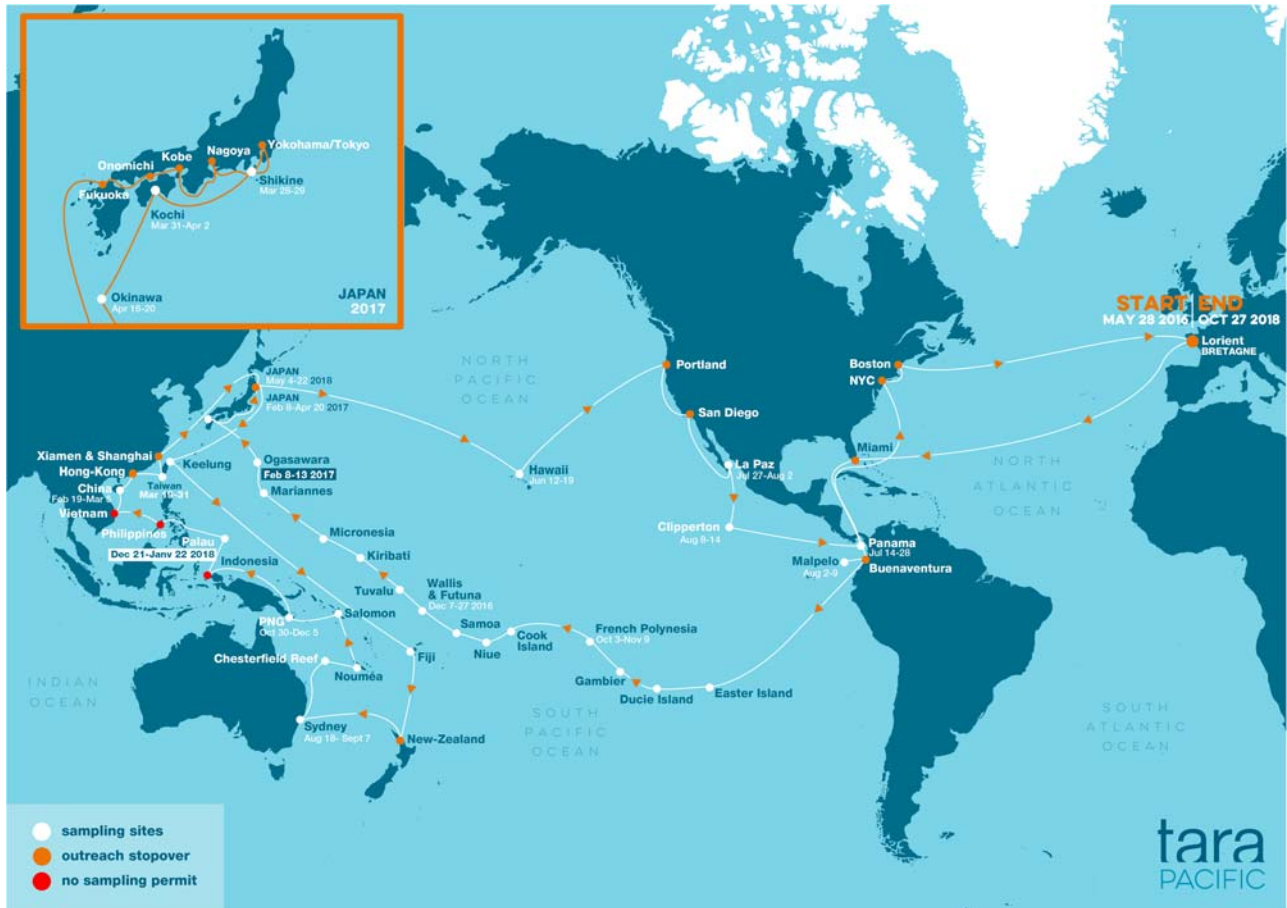 Yokohama/Tokyo
Nagoya
Kobe
Onomichi
Fukuoka
Shikine
Mar 28-29
Kochi
Mar 31-Apr 2
Okinawa
Apr 16-20
JAPAN
2017
START END
MAY 28 2016 OCT 27 2018
Lorient
BRETAGNE
NORTH
PACIFIC
OCEAN
Portland
Boston
NYC
San Diego
Miami
NORTH
ATLANTIC
OCEAN
JAPAN
May 4-22 2018
JAPAN
Feb 8-Apr 20 2017
Xiamen & Shanghai
Keelung
Hong-Kong
Taiwan
Mar 19-31
China
Feb 19-Mar 5
Vietnam
Philippines
Palau
Dec 21-Janv 22 2018
Indonesia
Ogasawara
Feb 8-13 2017
Mariannes
Hawaii
Jun 12-19
La Paz
Jul 27-Aug 2
Clipperton
Aug 8-14
Panama
Jul 14-28
Malpelo
Aug 2-9
Buenaventura
Micronesia
Kiribati
Tuvalu
Wallis
& Futuna
Dec 7-27 2016
Samoa
Niue
Cook
Island
French Polynesia
Oct 3-Nov 9
Gambier
Ducie Island
Easter Island
PNG
Oct 30-Dec 5
Salomon
Chesterfield Reef
Nouméa
Fiji
Sydney
Aug 18- Sept 7
New-Zealand
INDIAN
OCEAN
SOUTH
PACIFIC
OCEAN
SOUTH
ATLANTIC
OCEAN
sampling sites
outreach stopover
no sampling permit
tara
PACIFIC